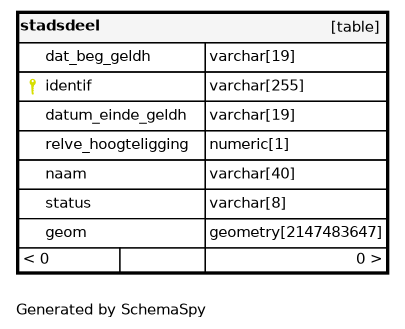 stadsdeel [table]
dat_beg_geldh varchar[19]
identif varchar[255]
datum_einde_geldh varchar[19]
relve_hoogteligging numeric[1]
naam varchar[40]
status varchar[8]
geom geometry[2147483647]
< 0 0 >
Generated by SchemaSpy